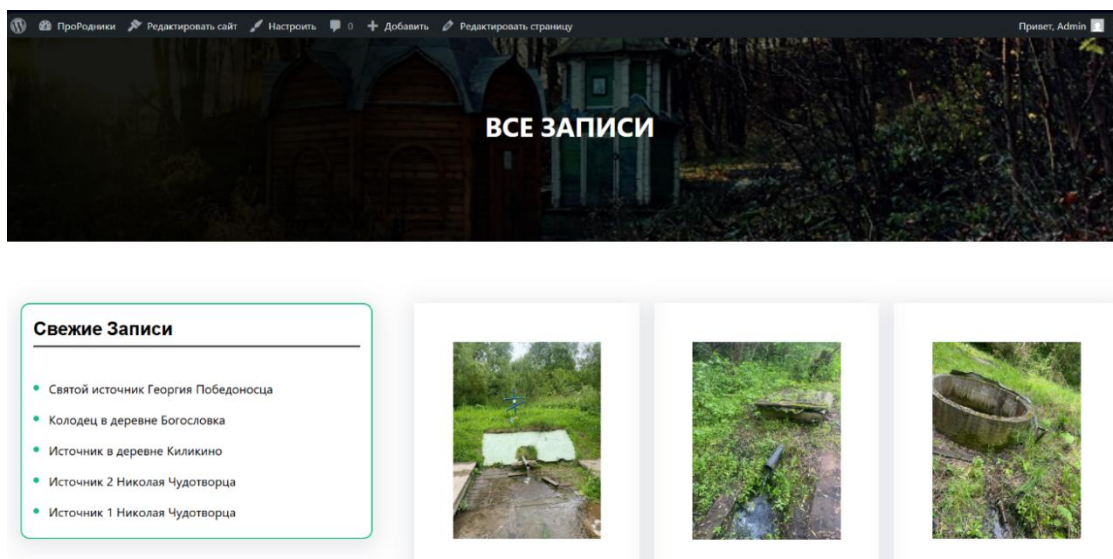 ПроРодники Редактировать сайт Настроить 0 Добавить Редактировать страницу Привет, Admin
ВСЕ ЗАПИСИ
Свежие Записи
Святой источник Георгия Победоносца
Колодец в деревне Богословка
Источник в деревне Киликино
Источник 2 Николая Чудотворца
Источник 1 Николая Чудотворца